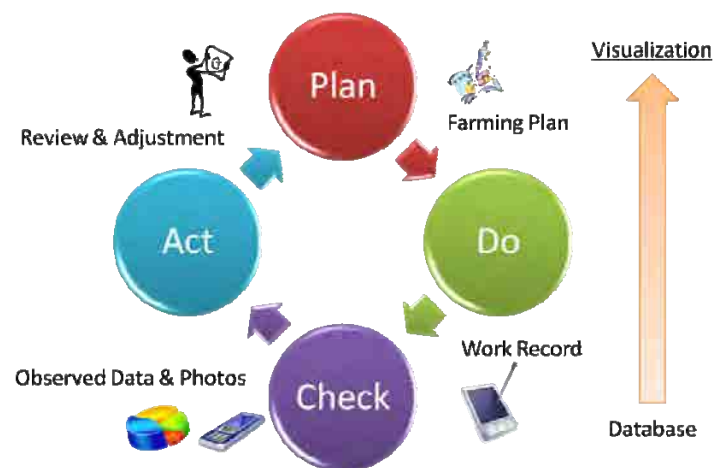 Plan
Visualization
Review & Adjustment
Farming Plan
Act
Do
Work Record
Observed Data & Photos
Check
Database